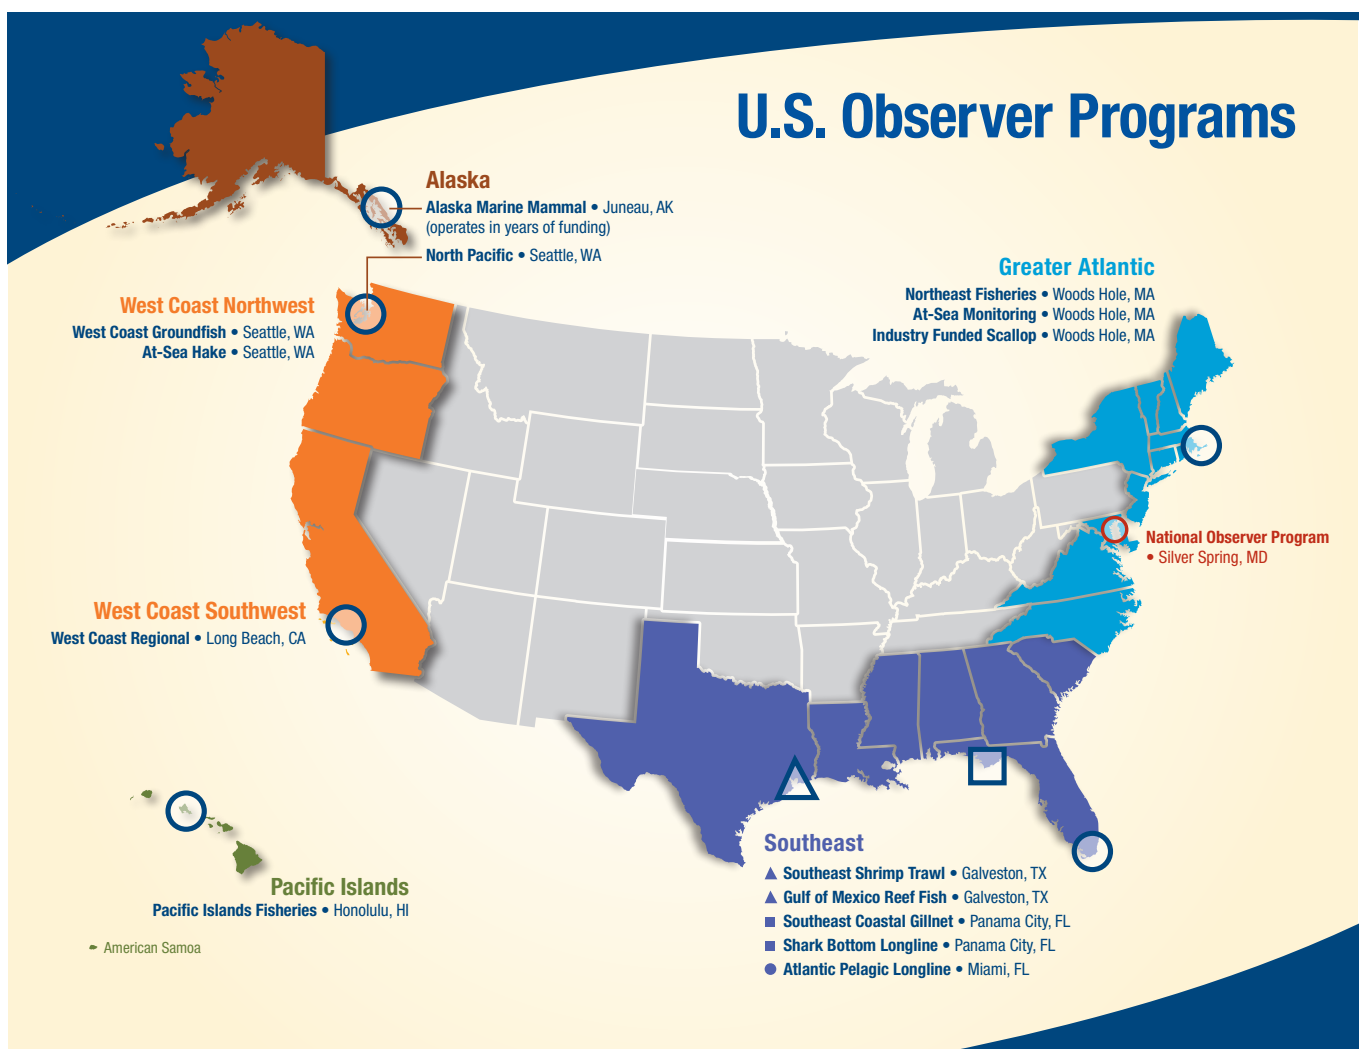 U.S. Observer Programs
Alaska
Alaska Marine Mammal • Juneau, AK
(operates in years of funding)
North Pacific • Seattle, WA
West Coast Northwest
West Coast Groundfish • Seattle, WA
At-Sea Hake • Seattle, WA
Greater Atlantic
Northeast Fisheries • Woods Hole, MA
At-Sea Monitoring • Woods Hole, MA
Industry Funded Scallop • Woods Hole, MA
National Observer Program
• Silver Spring, MD
West Coast Southwest
West Coast Regional • Long Beach, CA
Southeast
▲ Southeast Shrimp Trawl • Galveston, TX
▲ Gulf of Mexico Reef Fish • Galveston, TX
■ Southeast Coastal Gillnet • Panama City, FL
■ Shark Bottom Longline • Panama City, FL
● Atlantic Pelagic Longline • Miami, FL
Pacific Islands
Pacific Islands Fisheries • Honolulu, HI
American Samoa